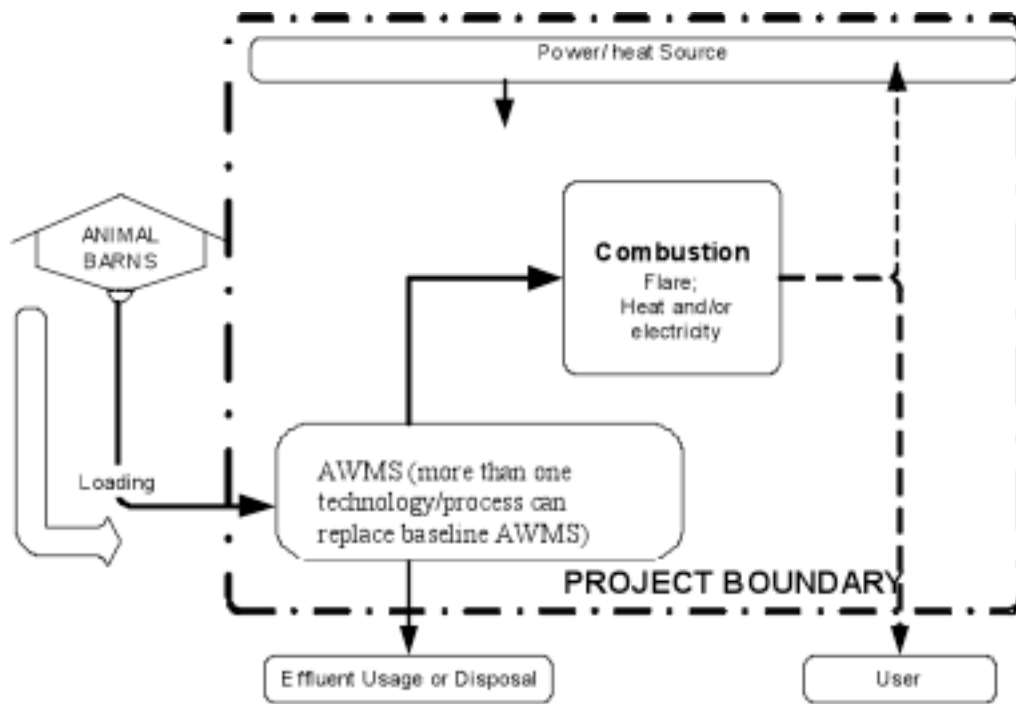 Power/heat Source
ANIMAL
BARNS
Combustion
Flare;
Heat and/or
electricity
Loading
AWMS (more than one
technology/process can
replace baseline AWMS)
PROJECT BOUNDARY
Effluent Usage or Disposal
User